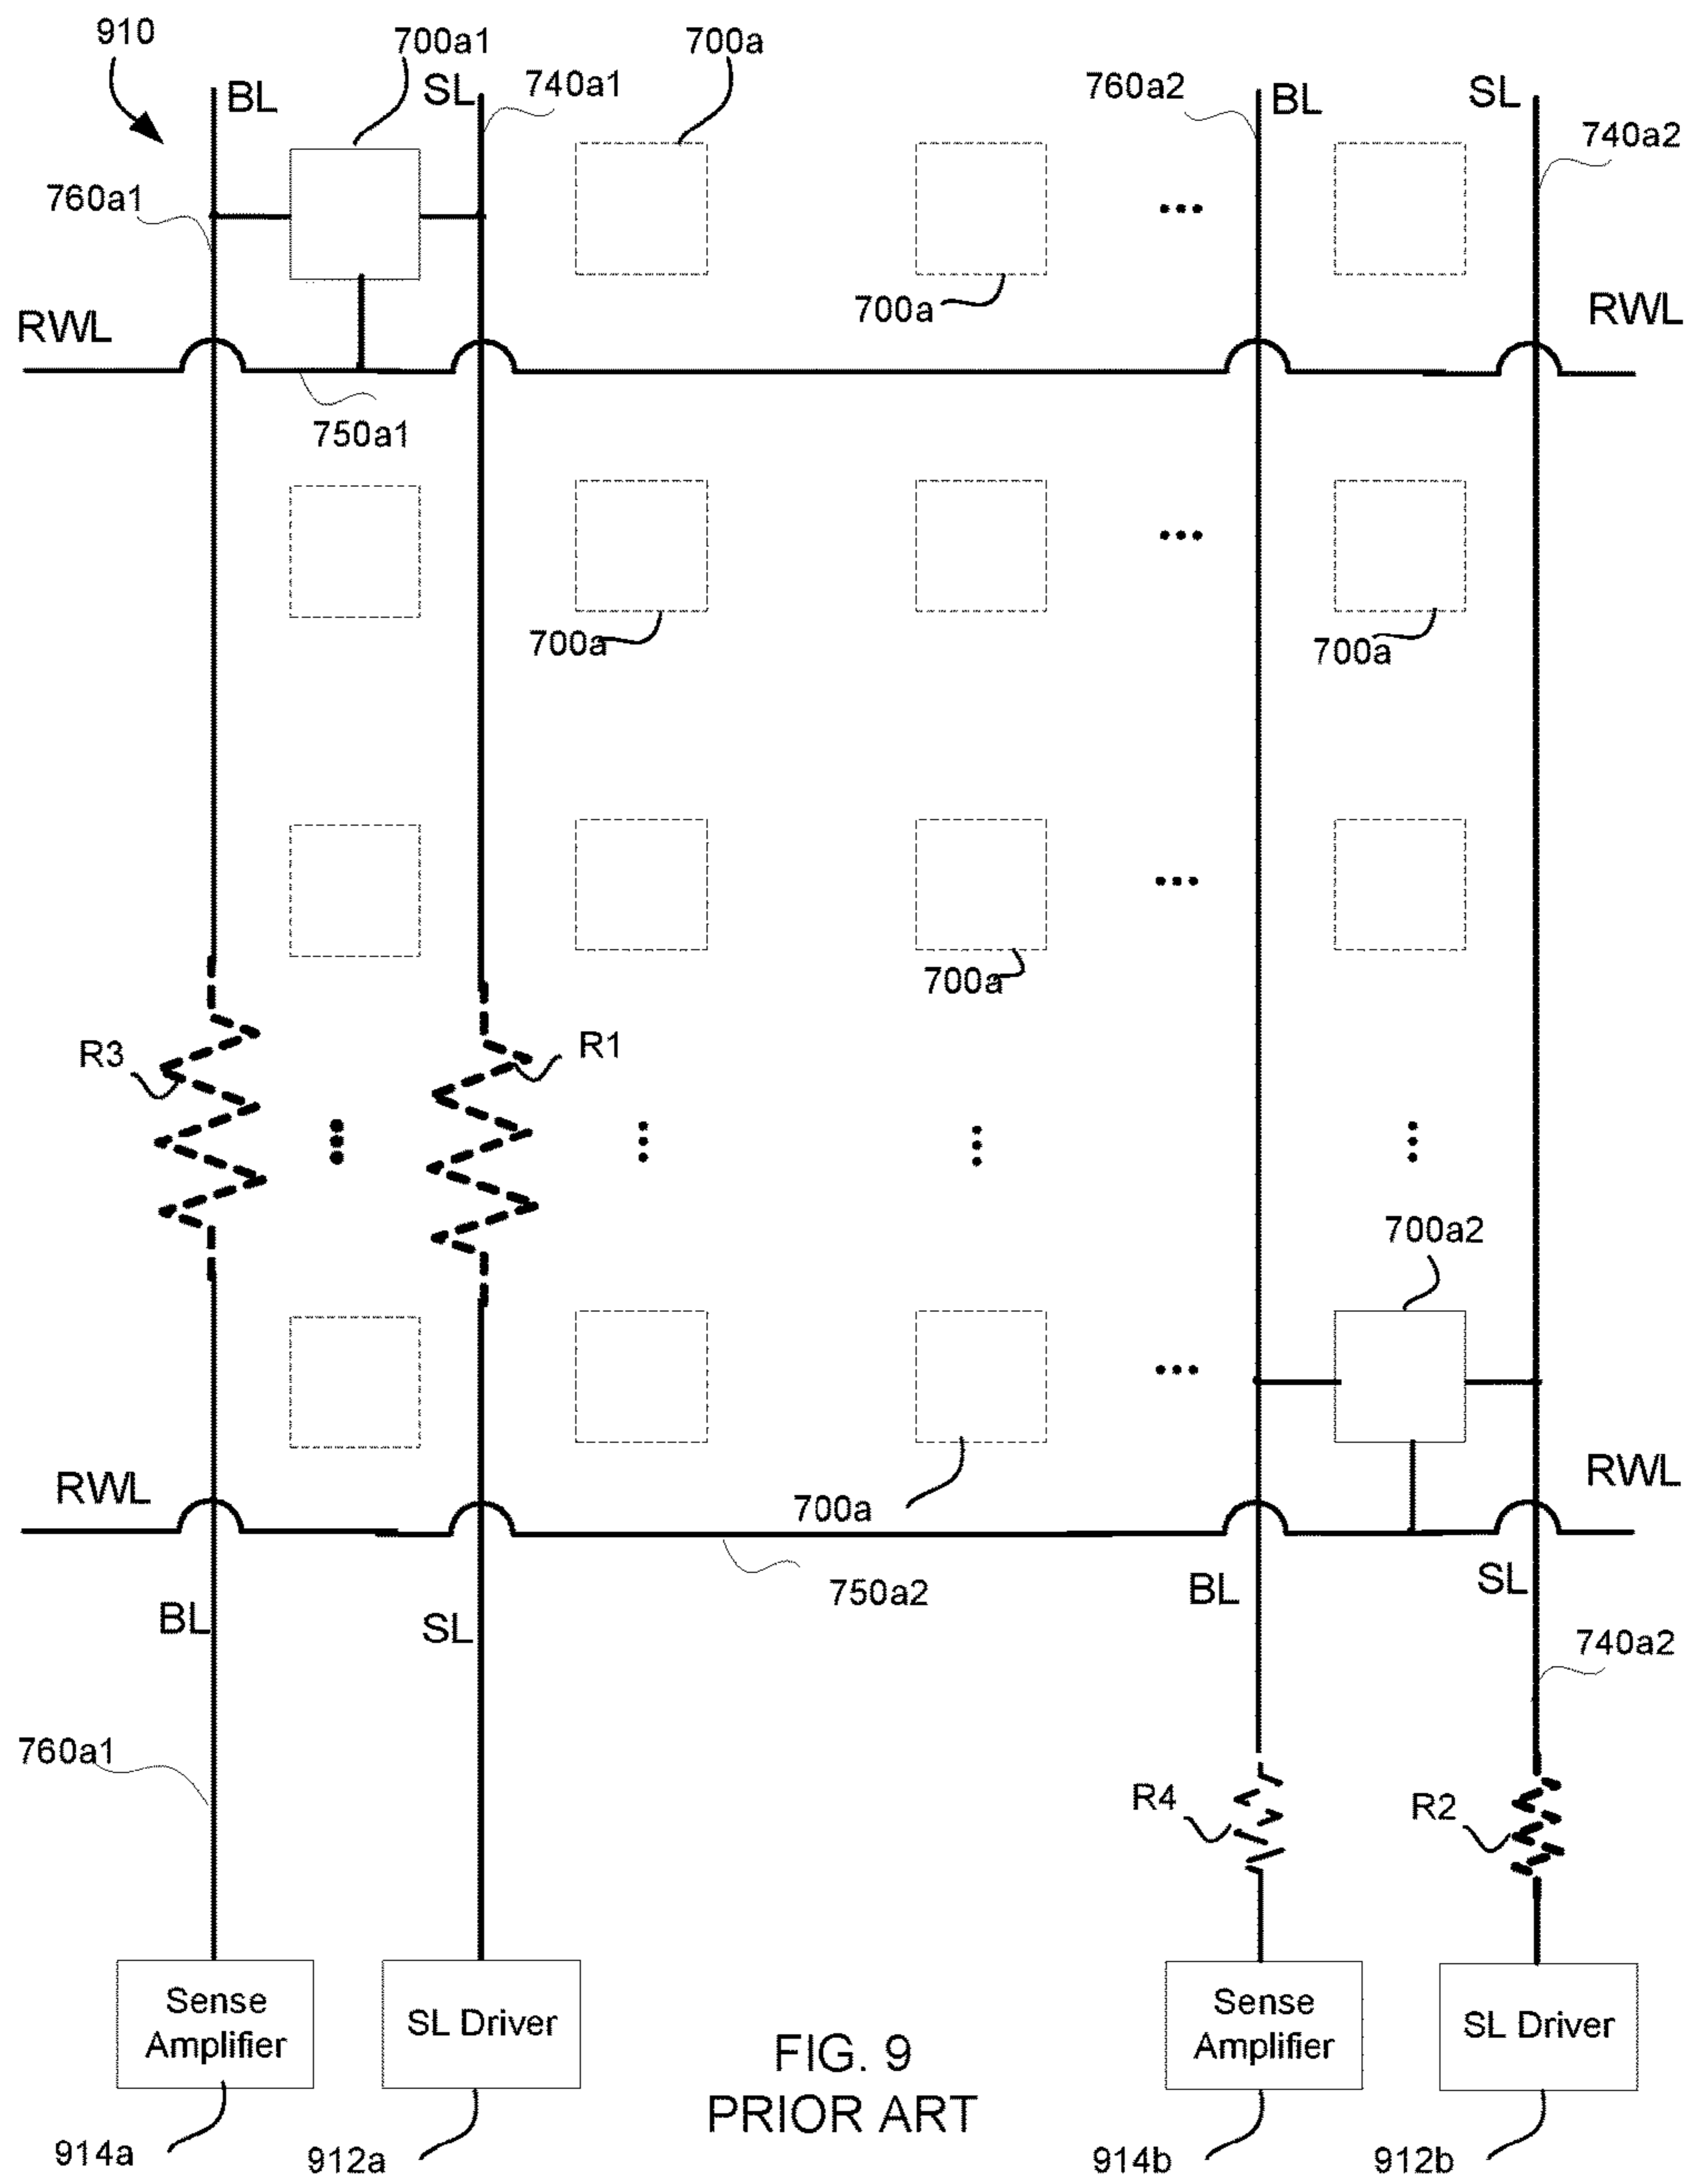 910
700a1
700a
BL
SL
740a1
760a2
BL
SL
740a2
760a1
700a
RWL
RWL
750a1
700a
700a
700a
R3
R1
700a2
RWL
700a
RWL
750a2
BL
SL
BL
SL
740a2
760a1
R4
R2
Sense
Amplifier
SL Driver
Sense
Amplifier
SL Driver
FIG. 9
PRIOR ART
914a
912a
914b
912b